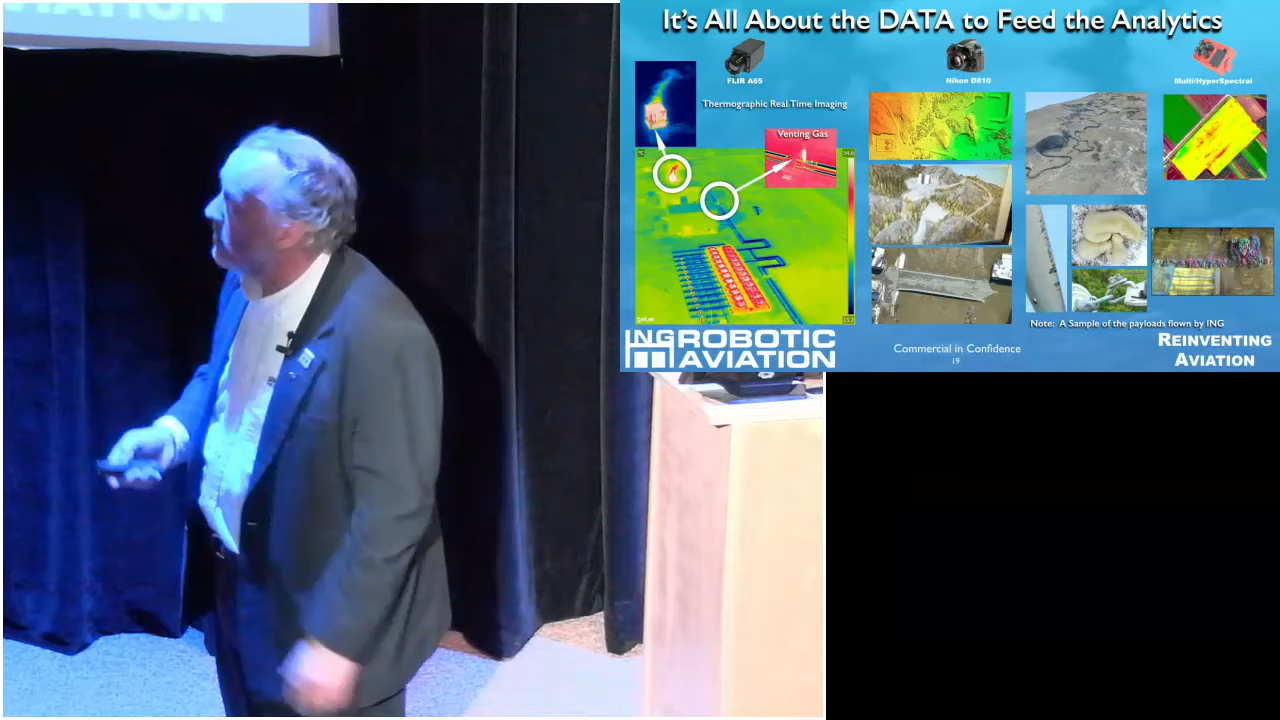 VIATION
It's All About the DATA to Feed the Analytics
FLIR A65
Nikon D810
Multi/HyperSpectral
Thermographic Real Time Imaging
Venting Gas
°C
FLIR
ING ROBOTIC
AVIATION
Note: A Sample of the payloads flown by ING
Commercial in Confidence
19
REINVENTING
AVIATION